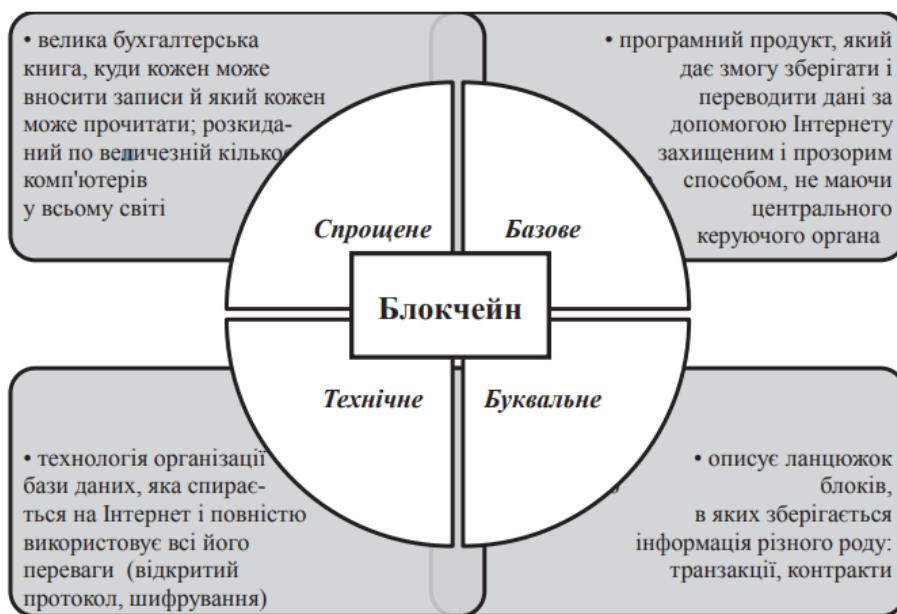 • велика бухгалтерська
книга, куди кожен може
вносити записи й який кожен
може прочитати; розкида-
ний по величезній кількос
комп'ютерів
у всьому світі
• програмний продукт, який
дає змогу зберігати і
переводити дані за
допомогою Інтернету
захищеним і прозорим
способом, не маючи
центрального
керуючого органа
Спрощене
Базове
Блокчейн
Технічне
Буквальне
• технологія організації
бази даних, яка спирає-
ться на Інтернет і повністю
використовує всі його
переваги (відкритий
протокол, шифрування)
• описує ланцюжок
блоків,
в яких зберігається
інформація різного роду:
транзакції, контракти